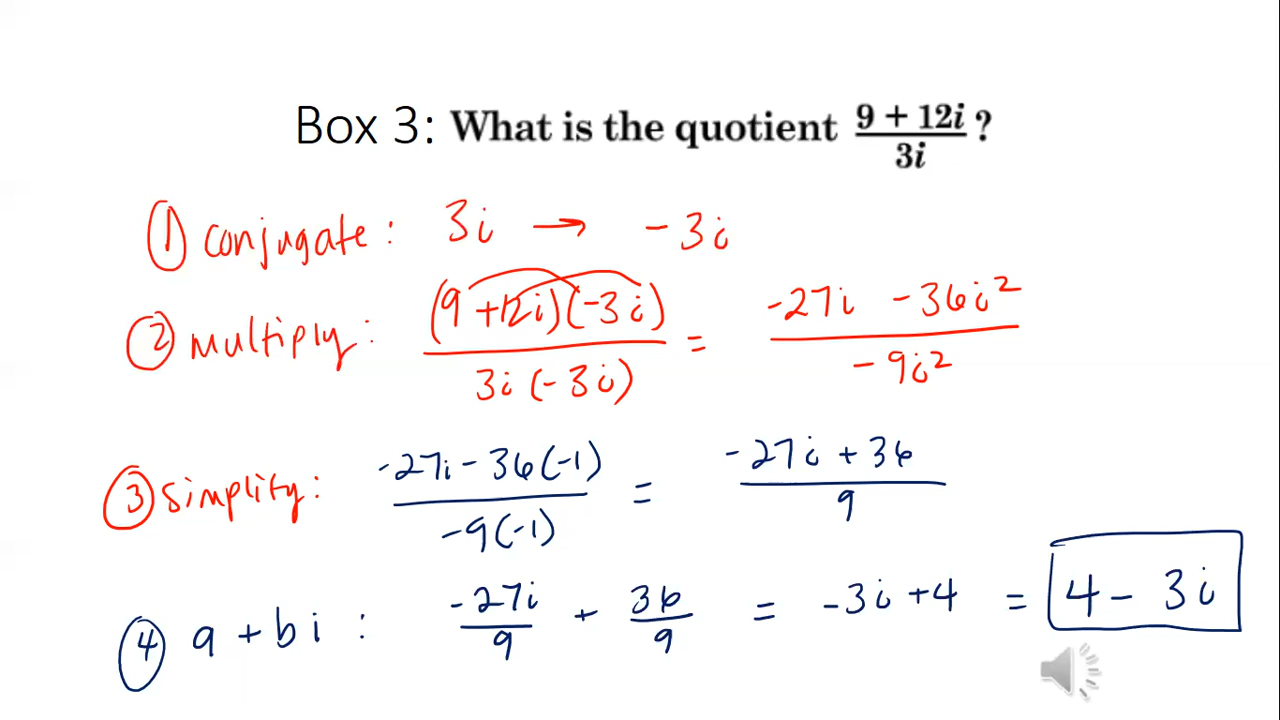 Box 3: What is the quotient (9 + 12i)/(3i) ?
① conjugate: 3i → -3i
② multiply: ((9 + 12i)(-3i))/(3i(-3i)) = (-27i - 36i²)/(-9i²)
③ simplify: (-27i - 36(-1))/(-9(-1)) = (-27i + 36)/9
④ a + bi : -27i/9 + 36/9 = -3i + 4 = 4 - 3i